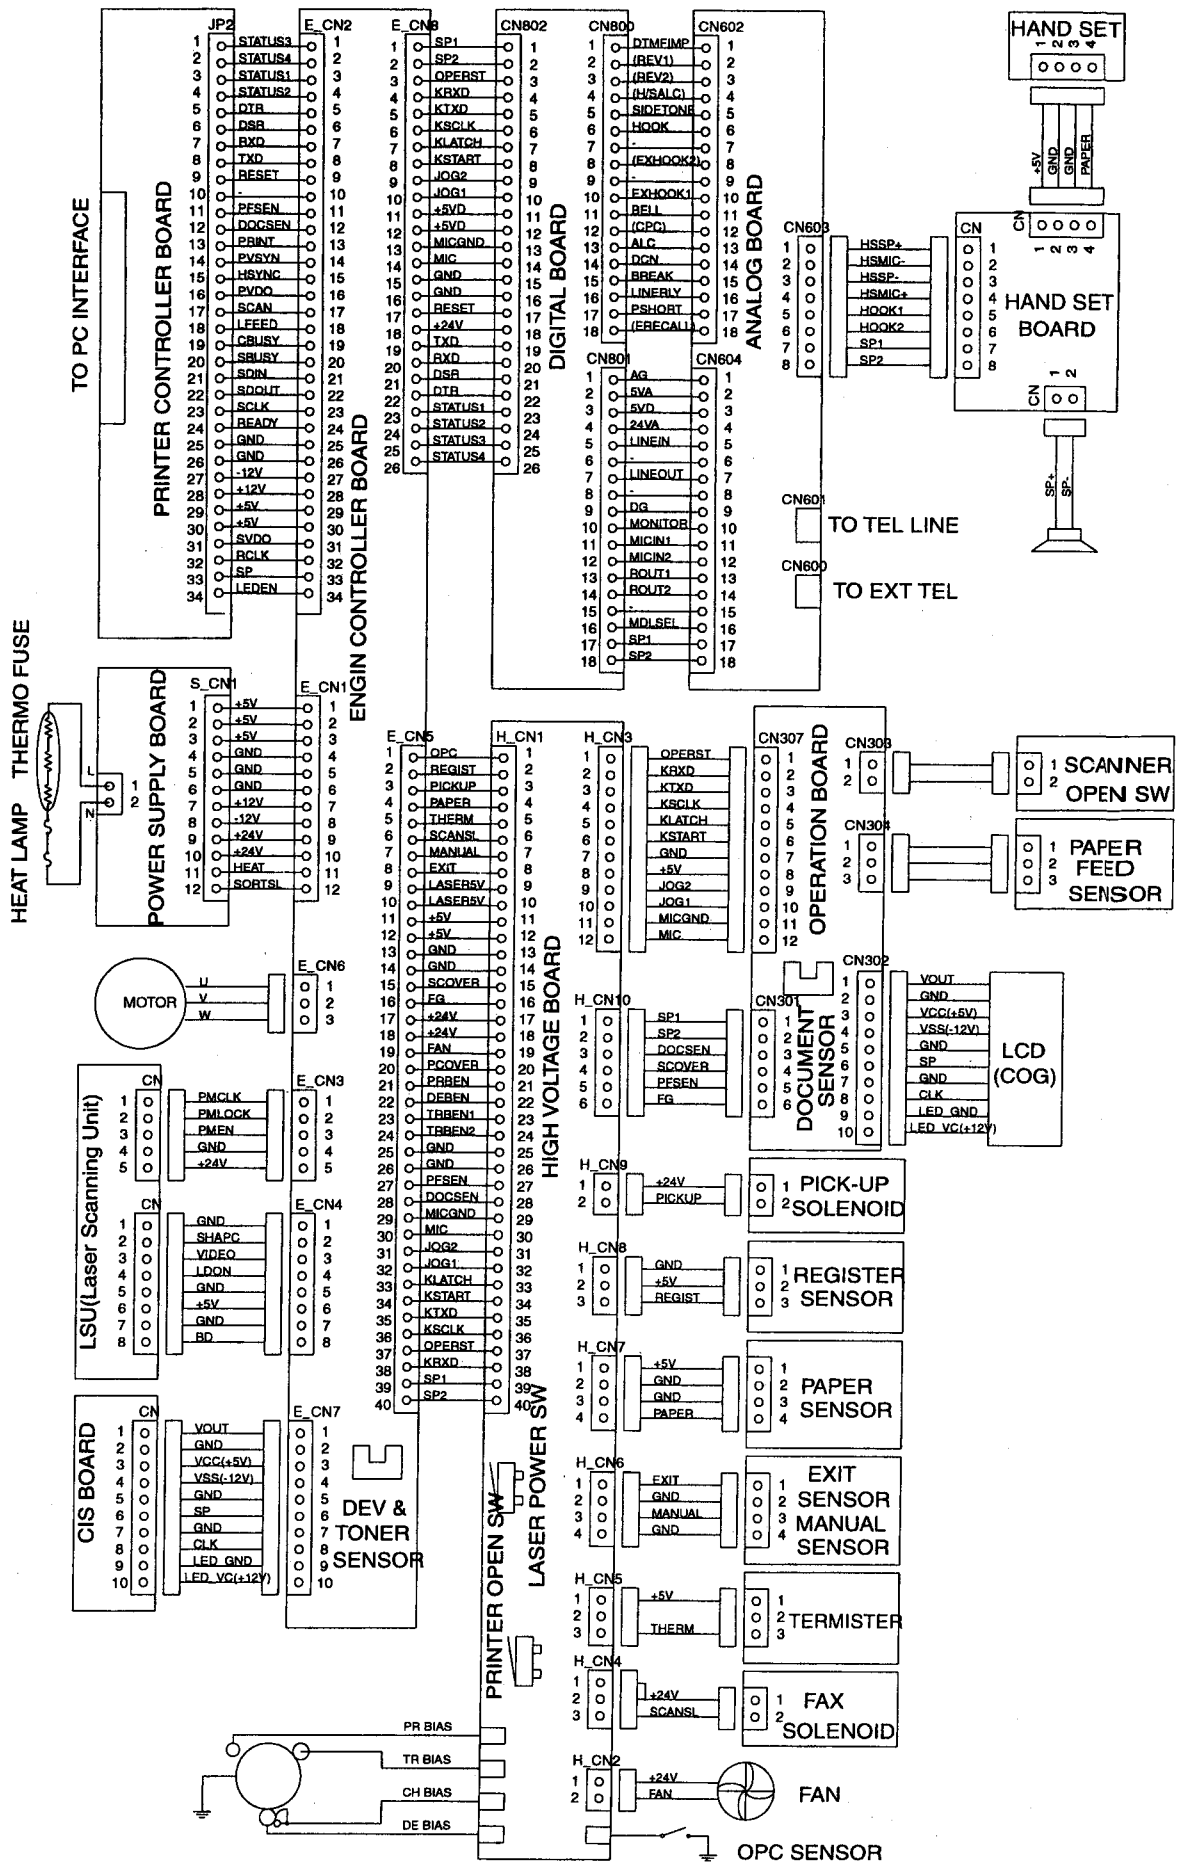 JP2
E_CN2
1 STATUS3 1
2 STATUS4 2
3 STATUS1 3
4 STATUS2 4
5 DTR 5
6 DSR 6
7 RXD 7
8 TXD 8
9 RESET 9
10 - 10
11 PFSEN 11
12 DOCSEN 12
13 PRINT 13
14 PVSYN 14
15 HSYNC 15
16 PVDO 16
17 SCAN 17
18 LFEED 18
19 CBUSY 19
20 SBUSY 20
21 SDIN 21
22 SDOUT 22
23 SCLK 23
24 READY 24
25 GND 25
26 GND 26
27 -12V 27
28 +12V 28
29 +5V 29
30 +5V 30
31 SVDO 31
32 RCLK 32
33 SP 33
34 LEDEN 34
TO PC INTERFACE
PRINTER CONTROLLER BOARD
ENGIN CONTROLLER BOARD
E_CN8
CN802
1 SP1 1
2 SP2 2
3 OPERST 3
4 KRXD 4
5 KTXD 5
6 KSCLK 6
7 KLATCH 7
8 KSTART 8
9 JOG2 9
10 JOG1 10
11 +5VD 11
12 +5VD 12
13 MICGND 13
14 MIC 14
15 GND 15
16 GND 16
17 RESET 17
18 +24V 18
19 TXD 19
20 RXD 20
21 DSR 21
22 DTR 22
23 STATUS1 23
24 STATUS2 24
25 STATUS3 25
26 STATUS4 26
DIGITAL BOARD
CN800
CN602
1 DTMFIMP 1
2 (REV1) 2
3 (REV2) 3
4 (H/SALC) 4
5 SIDETONE 5
6 HOOK 6
7 - 7
8 (EXHOOK2) 8
9 - 9
10 EXHOOK1 10
11 BELL 11
12 (CPC) 12
13 ALC 13
14 DCN 14
15 BREAK 15
16 LINERLY 16
17 PSHORT 17
18 (ERECALL) 18
ANALOG BOARD
CN801
CN604
1 AG 1
2 5VA 2
3 5VD 3
4 24VA 4
5 LINEIN 5
6 - 6
7 LINEOUT 7
8 - 8
9 DG 9
10 MONITOR 10
11 MICIN1 11
12 MICIN2 12
13 ROUT1 13
14 ROUT2 14
15 - 15
16 MDLSEL 16
17 SP1 17
18 SP2 18
CN603
CN
1 HSSP+ 1
2 HSMIC- 2
3 HSSP- 3
4 HSMIC+ 4
5 HOOK1 5
6 HOOK2 6
7 SP1 7
8 SP2 8
HAND SET
1 2 3 4
+5V
GND
GND
PAPER
CN
1 2 3 4
HAND SET
BOARD
CN
1 2
SP+
SP-
CN601
TO TEL LINE
CN600
TO EXT TEL
HEAT LAMP THERMO FUSE
L
N
1
2
POWER SUPPLY BOARD
S_CN1
E_CN1
1 +5V 1
2 +5V 2
3 +5V 3
4 GND 4
5 GND 5
6 GND 6
7 +12V 7
8 -12V 8
9 +24V 9
10 +24V 10
11 HEAT 11
12 SORTSL 12
MOTOR
E_CN6
U 1
V 2
W 3
LSU(Laser Scanning Unit)
CN
E_CN3
1 PMCLK 1
2 PMLOCK 2
3 PMEN 3
4 GND 4
5 +24V 5
CN
E_CN4
1 GND 1
2 SHAPC 2
3 VIDEO 3
4 LDON 4
5 GND 5
6 +5V 6
7 GND 7
8 BD 8
CIS BOARD
CN
E_CN7
1 VOUT 1
2 GND 2
3 VCC(+5V) 3
4 VSS(-12V) 4
5 GND 5
6 SP 6
7 GND 7
8 CLK 8
9 LED_GND 9
10 LED_VC(+12V) 10
DEV &
TONER
SENSOR
E_CN5
H_CN1
1 OPC 1
2 REGIST 2
3 PICKUP 3
4 PAPER 4
5 THERM 5
6 SCANSL 6
7 MANUAL 7
8 EXIT 8
9 LASER5V 9
10 LASER5V 10
11 +5V 11
12 +5V 12
13 GND 13
14 GND 14
15 SCOVER 15
16 FG 16
17 +24V 17
18 +24V 18
19 FAN 19
20 PCOVER 20
21 PRBEN 21
22 DEBEN 22
23 TRBEN1 23
24 TRBEN2 24
25 GND 25
26 GND 26
27 PFSEN 27
28 DOCSEN 28
29 MICGND 29
30 MIC 30
31 JOG2 31
32 JOG1 32
33 KLATCH 33
34 KSTART 34
35 KTXD 35
36 KSCLK 36
37 OPERST 37
38 KRXD 38
39 SP1 39
40 SP2 40
HIGH VOLTAGE BOARD
LASER POWER SW
PRINTER OPEN SW
H_CN3
CN307
1 OPERST 1
2 KRXD 2
3 KTXD 3
4 KSCLK 4
5 KLATCH 5
6 KSTART 6
7 GND 7
8 +5V 8
9 JOG2 9
10 JOG1 10
11 MICGND 11
12 MIC 12
OPERATION BOARD
CN303
1 1
2 2
SCANNER
OPEN SW
CN304
1 1
2 2
3 3
PAPER
FEED
SENSOR
H_CN10
CN301
1 SP1 1
2 SP2 2
3 DOCSEN 3
4 SCOVER 4
5 PFSEN 5
6 FG 6
DOCUMENT
SENSOR
CN302
1 VOUT
2 GND
3 VCC(+5V)
4 VSS(-12V)
5 GND
6 SP
7 GND
8 CLK
9 LED_GND
10 LED_VC(+12V)
LCD
(COG)
H_CN9
1 +24V 1
2 PICKUP 2
PICK-UP
SOLENOID
H_CN8
1 GND 1
2 +5V 2
3 REGIST 3
REGISTER
SENSOR
H_CN7
1 +5V 1
2 GND 2
3 GND 3
4 PAPER 4
PAPER
SENSOR
H_CN6
1 EXIT 1
2 GND 2
3 MANUAL 3
4 GND 4
EXIT
SENSOR
MANUAL
SENSOR
H_CN5
1 +5V 1
2 2
3 THERM 3
TERMISTER
H_CN4
1
2 +24V 1
3 SCANSL 2
FAX
SOLENOID
H_CN2
1 +24V
2 FAN
FAN
OPC SENSOR
PR BIAS
TR BIAS
CH BIAS
DE BIAS